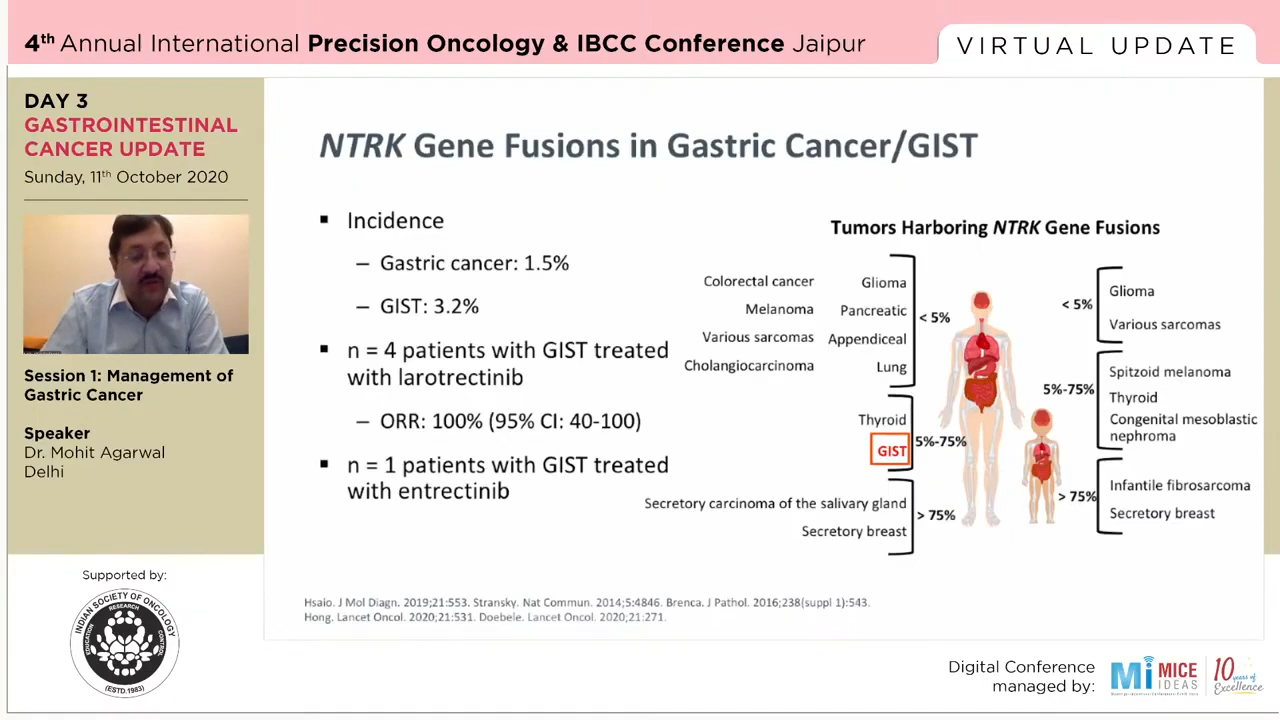 4th Annual International Precision Oncology & IBCC Conference Jaipur
VIRTUAL UPDATE
DAY 3
GASTROINTESTINAL
CANCER UPDATE
Sunday, 11th October 2020
Session 1: Management of
Gastric Cancer
Speaker
Dr. Mohit Agarwal
Delhi
Supported by:
INDIAN SOCIETY OF ONCOLOGY
EDUCATION
RESEARCH
CONTROL
(ESTD.1983)
NTRK Gene Fusions in Gastric Cancer/GIST
▪ Incidence
– Gastric cancer: 1.5%
– GIST: 3.2%
▪ n = 4 patients with GIST treated
with larotrectinib
– ORR: 100% (95% CI: 40-100)
▪ n = 1 patients with GIST treated
with entrectinib
Tumors Harboring NTRK Gene Fusions
Colorectal cancer Glioma
Melanoma Pancreatic
Various sarcomas Appendiceal
Cholangiocarcinoma Lung
< 5%
Thyroid
GIST
5%-75%
Secretory carcinoma of the salivary gland
Secretory breast
> 75%
< 5%
Glioma
Various sarcomas
5%-75%
Spitzoid melanoma
Thyroid
Congenital mesoblastic
nephroma
> 75%
Infantile fibrosarcoma
Secretory breast
Hsaio. J Mol Diagn. 2019;21:553. Stransky. Nat Commun. 2014;5:4846. Brenca. J Pathol. 2016;238(suppl 1):543.
Hong. Lancet Oncol. 2020;21:531. Doebele. Lancet Oncol. 2020;21:271.
Digital Conference
managed by:
Mi MICE
IDEAS
10 years of
Excellence